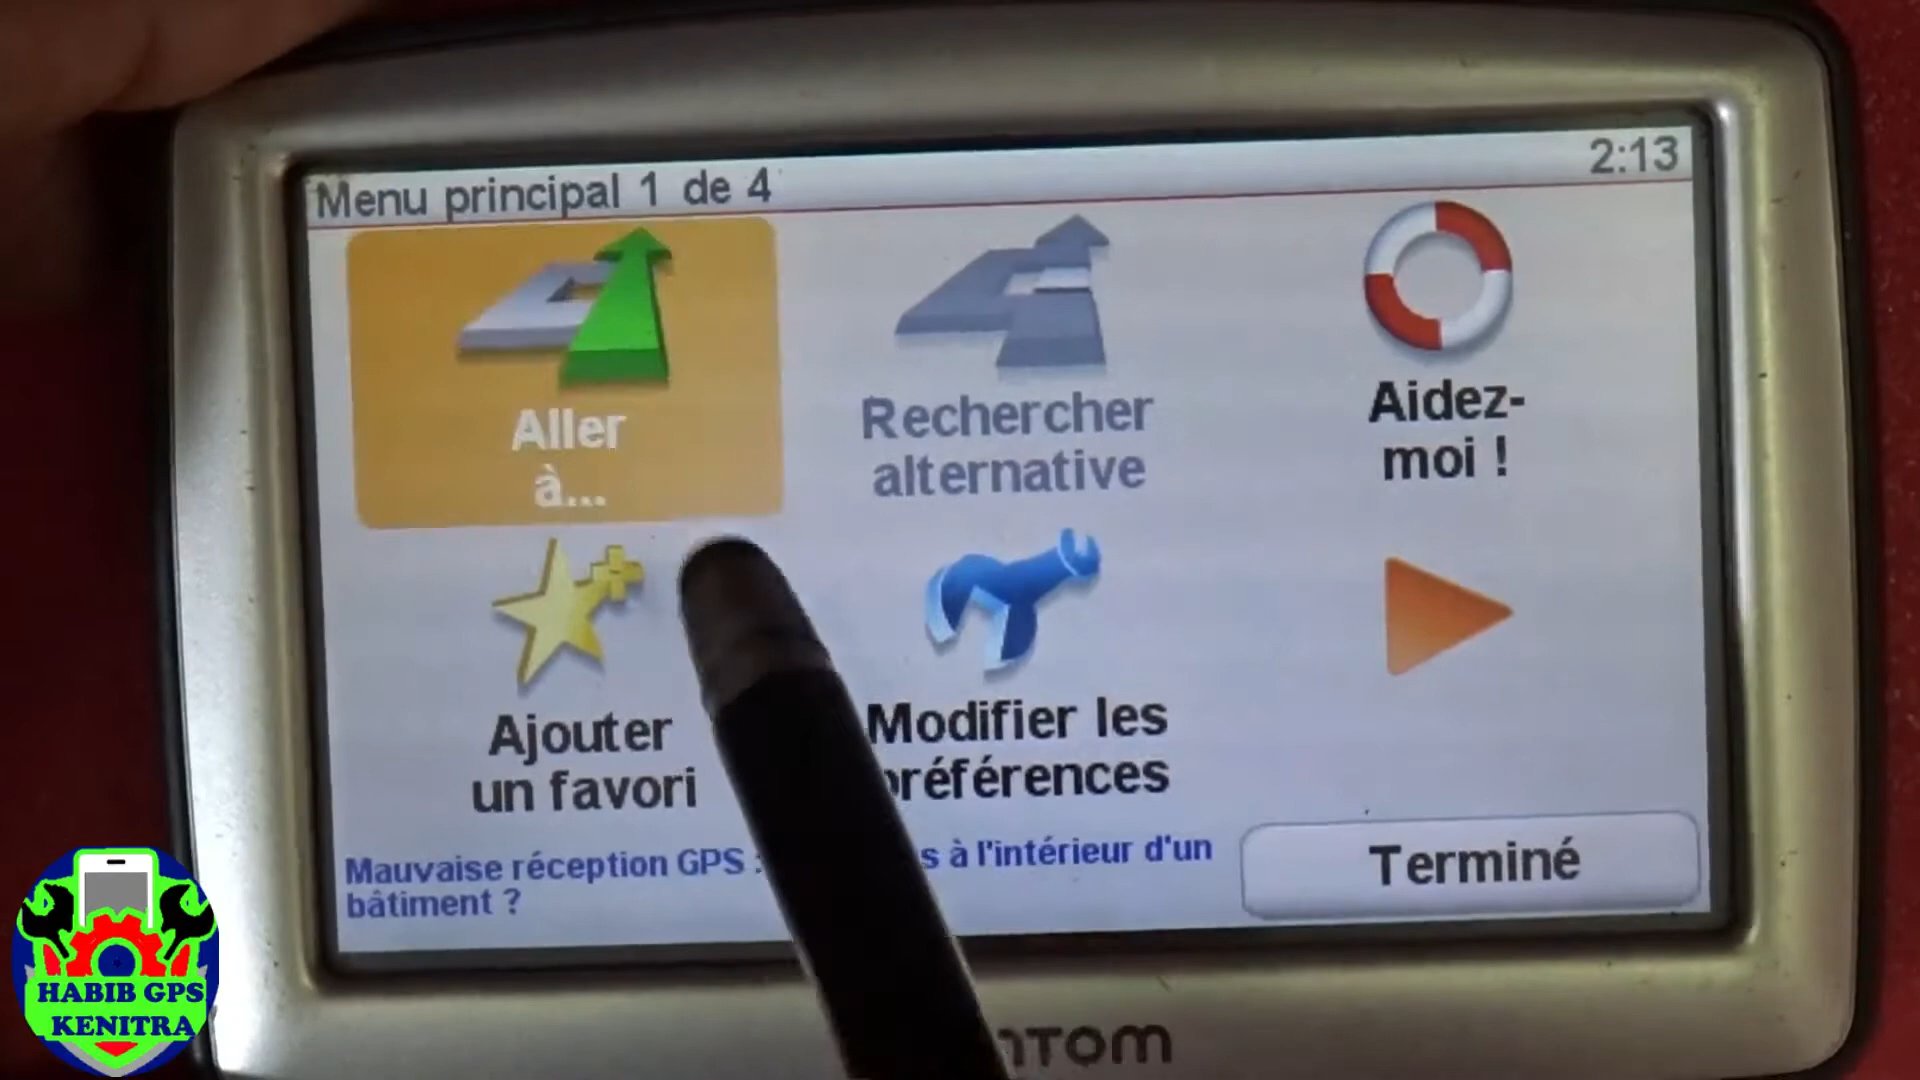 Menu principal 1 de 4
2:13
Aller
à...
Rechercher
alternative
Aidez-
moi !
Ajouter
un favori
Modifier les
préférences
Mauvaise réception GPS : s à l'intérieur d'un
bâtiment ?
Terminé
HABIB GPS
KENITRA